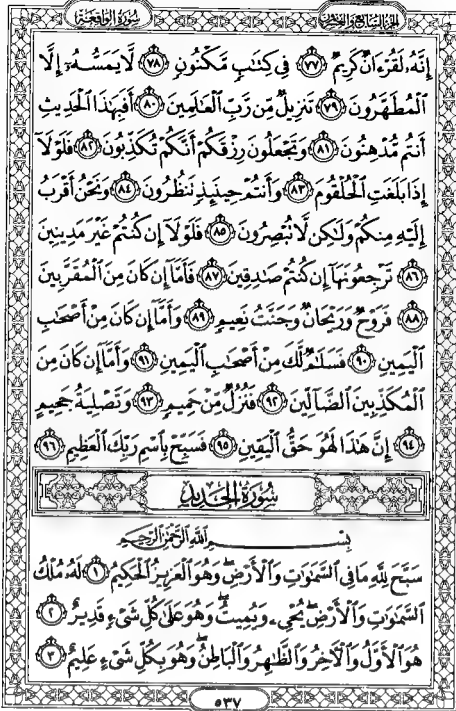 الجزء السابع والعشرون
سورة الواقعة
إِنَّهُۥ لَقُرْءَانٌ كَرِيمٌ ٧٧ فِى كِتَٰبٍ مَّكْنُونٍ ٧٨ لَّا يَمَسُّهُۥٓ إِلَّا
ٱلْمُطَهَّرُونَ ٧٩ تَنزِيلٌ مِّن رَّبِّ ٱلْعَٰلَمِينَ ٨٠ أَفَبِهَٰذَا ٱلْحَدِيثِ
أَنتُم مُّدْهِنُونَ ٨١ وَتَجْعَلُونَ رِزْقَكُمْ أَنَّكُمْ تُكَذِّبُونَ ٨٢ فَلَوْلَآ
إِذَا بَلَغَتِ ٱلْحُلْقُومَ ٨٣ وَأَنتُمْ حِينَئِذٍ تَنظُرُونَ ٨٤ وَنَحْنُ أَقْرَبُ
إِلَيْهِ مِنكُمْ وَلَٰكِن لَّا تُبْصِرُونَ ٨٥ فَلَوْلَآ إِن كُنتُمْ غَيْرَ مَدِينِينَ
٨٦ تَرْجِعُونَهَآ إِن كُنتُمْ صَٰدِقِينَ ٨٧ فَأَمَّآ إِن كَانَ مِنَ ٱلْمُقَرَّبِينَ
٨٨ فَرَوْحٌ وَرَيْحَانٌ وَجَنَّتُ نَعِيمٍ ٨٩ وَأَمَّآ إِن كَانَ مِنْ أَصْحَٰبِ
ٱلْيَمِينِ ٩٠ فَسَلَٰمٌ لَّكَ مِنْ أَصْحَٰبِ ٱلْيَمِينِ ٩١ وَأَمَّآ إِن كَانَ مِنَ
ٱلْمُكَذِّبِينَ ٱلضَّآلِّينَ ٩٢ فَنُزُلٌ مِّنْ حَمِيمٍ ٩٣ وَتَصْلِيَةُ جَحِيمٍ
٩٤ إِنَّ هَٰذَا لَهُوَ حَقُّ ٱلْيَقِينِ ٩٥ فَسَبِّحْ بِٱسْمِ رَبِّكَ ٱلْعَظِيمِ ٩٦
سورة الحديد
بِسْمِ ٱللَّهِ ٱلرَّحْمَٰنِ ٱلرَّحِيمِ
سَبَّحَ لِلَّهِ مَا فِى ٱلسَّمَٰوَٰتِ وَٱلْأَرْضِ ۖ وَهُوَ ٱلْعَزِيزُ ٱلْحَكِيمُ ١ لَهُۥ مُلْكُ
ٱلسَّمَٰوَٰتِ وَٱلْأَرْضِ ۖ يُحْىِۦ وَيُمِيتُ ۖ وَهُوَ عَلَىٰ كُلِّ شَىْءٍ قَدِيرٌ ٢
هُوَ ٱلْأَوَّلُ وَٱلْءَاخِرُ وَٱلظَّٰهِرُ وَٱلْبَاطِنُ ۖ وَهُوَ بِكُلِّ شَىْءٍ عَلِيمٌ ٣
٥٣٧